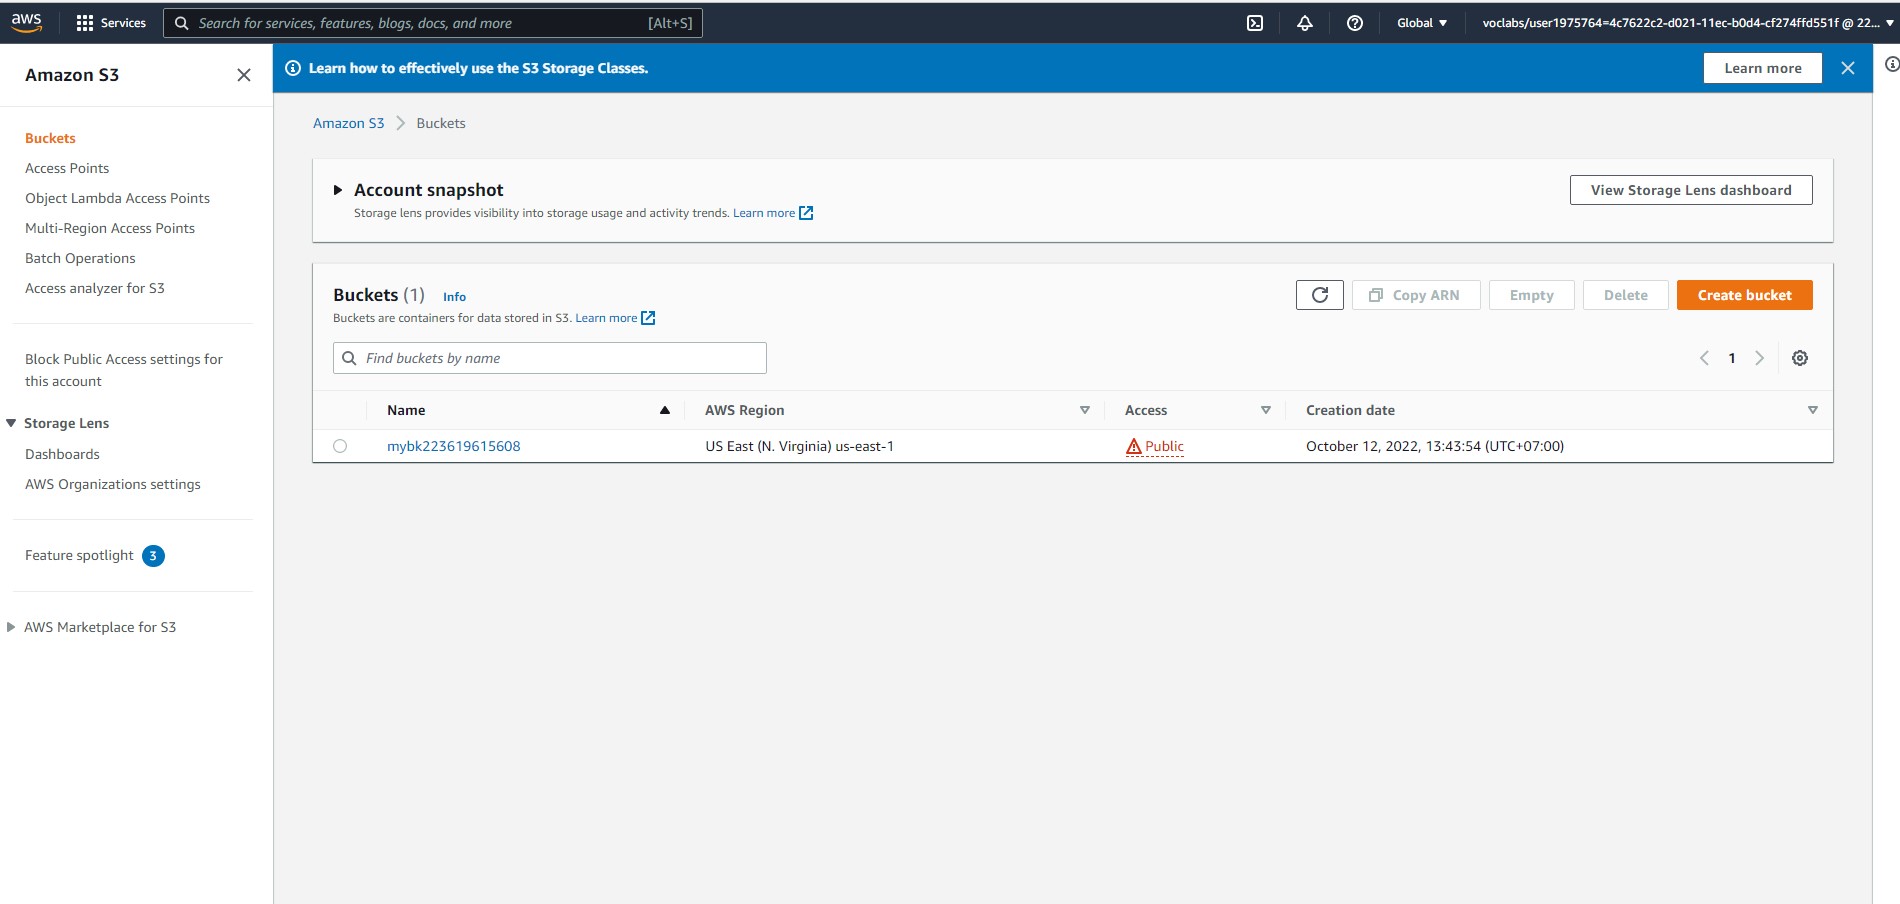 aws
Services
Search for services, features, blogs, docs, and more
[Alt+S]
Global
voclabs/user1975764=4c7622c2-d021-11ec-b0d4-cf274ffd551f @ 22...
Amazon S3
Buckets
Access Points
Object Lambda Access Points
Multi-Region Access Points
Batch Operations
Access analyzer for S3
Block Public Access settings for
this account
Storage Lens
Dashboards
AWS Organizations settings
Feature spotlight 3
AWS Marketplace for S3
Learn how to effectively use the S3 Storage Classes.
Learn more
Amazon S3 Buckets
Account snapshot
Storage lens provides visibility into storage usage and activity trends. Learn more
View Storage Lens dashboard
Buckets (1) Info
Buckets are containers for data stored in S3. Learn more
Copy ARN
Empty
Delete
Create bucket
Find buckets by name
1
Name AWS Region Access Creation date
mybk223619615608 US East (N. Virginia) us-east-1 Public October 12, 2022, 13:43:54 (UTC+07:00)